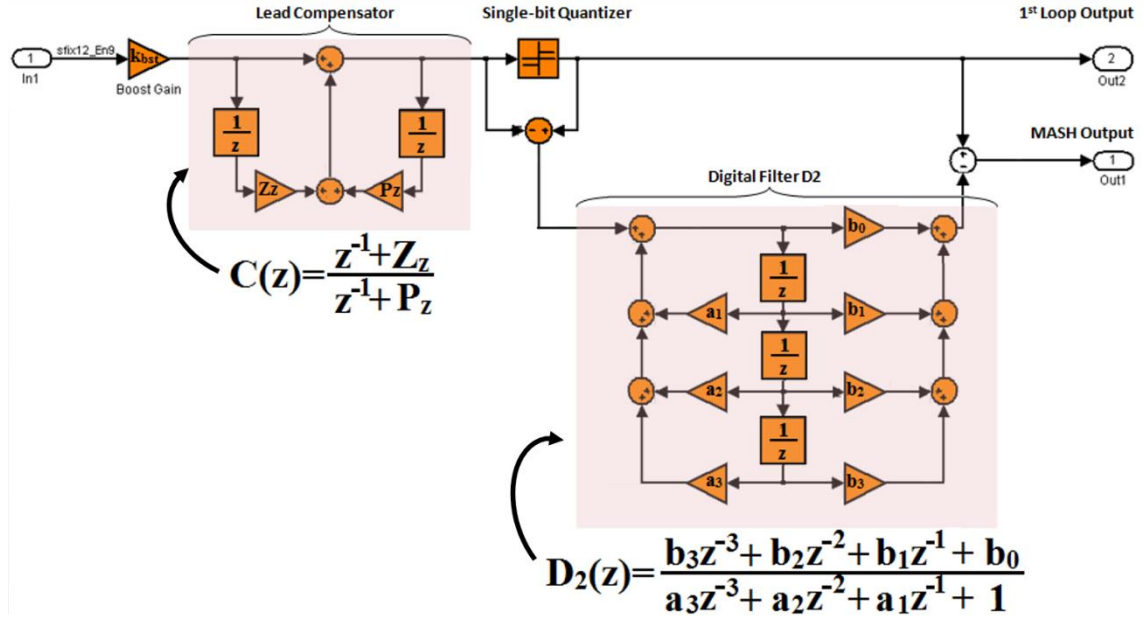 Lead Compensator
Single-bit Quantizer
1st Loop Output
1
In1
sfix12_En9
kbst
Boost Gain
+
+
2
Out2
1
z
1
z
- +
MASH Output
+
-
1
Out1
Zz
+ +
Pz
Digital Filter D2
C(z)=
z⁻¹+Zz
z⁻¹+Pz
+
+
b₀
+
+
1
z
+
+
a₁
b₁
+
+
1
z
+
+
a₂
b₂
+
+
1
z
a₃
b₃
D₂(z)=
b₃z⁻³+ b₂z⁻²+ b₁z⁻¹ + b₀
a₃z⁻³+ a₂z⁻²+ a₁z⁻¹ + 1